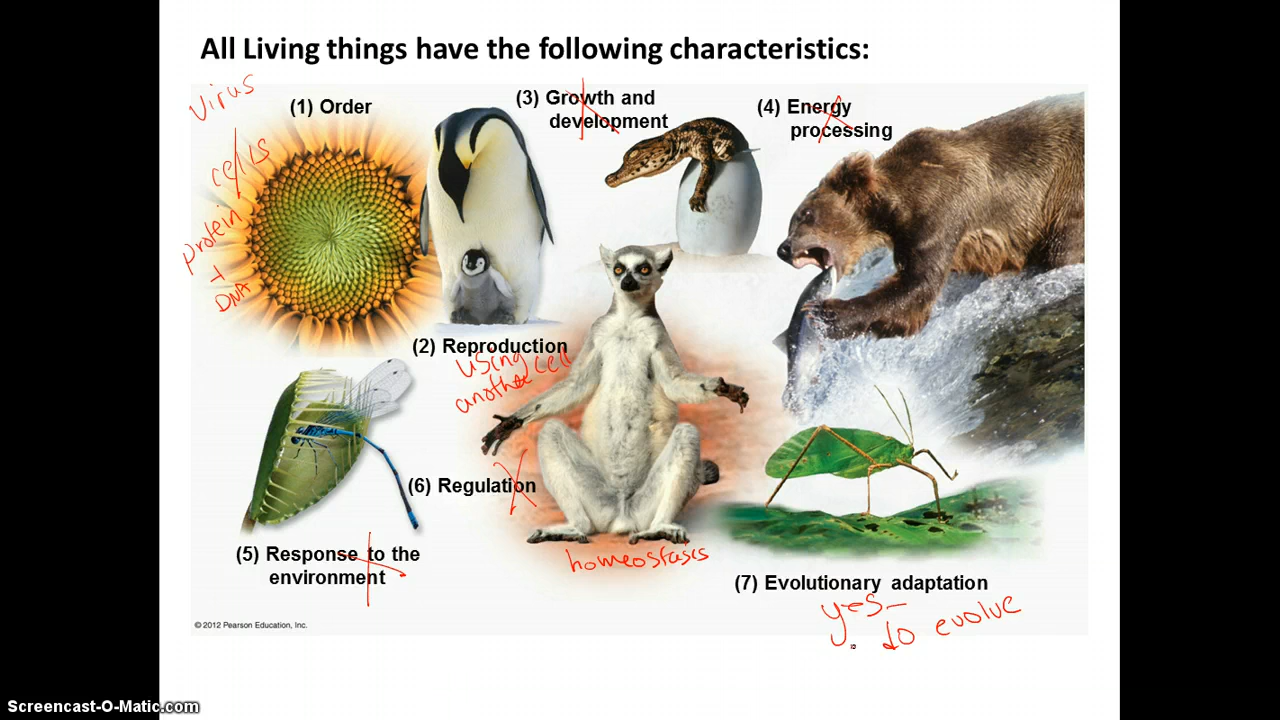 All Living things have the following characteristics:
virus
(1) Order
cells
protein
+
DNA
(3) Growth and
development
(4) Energy
processing
(2) Reproduction
using
another cell
(6) Regulation
homeostasis
(5) Response to the
environment
(7) Evolutionary adaptation
yes-
do evolve
© 2012 Pearson Education, Inc.
Screencast-O-Matic.com